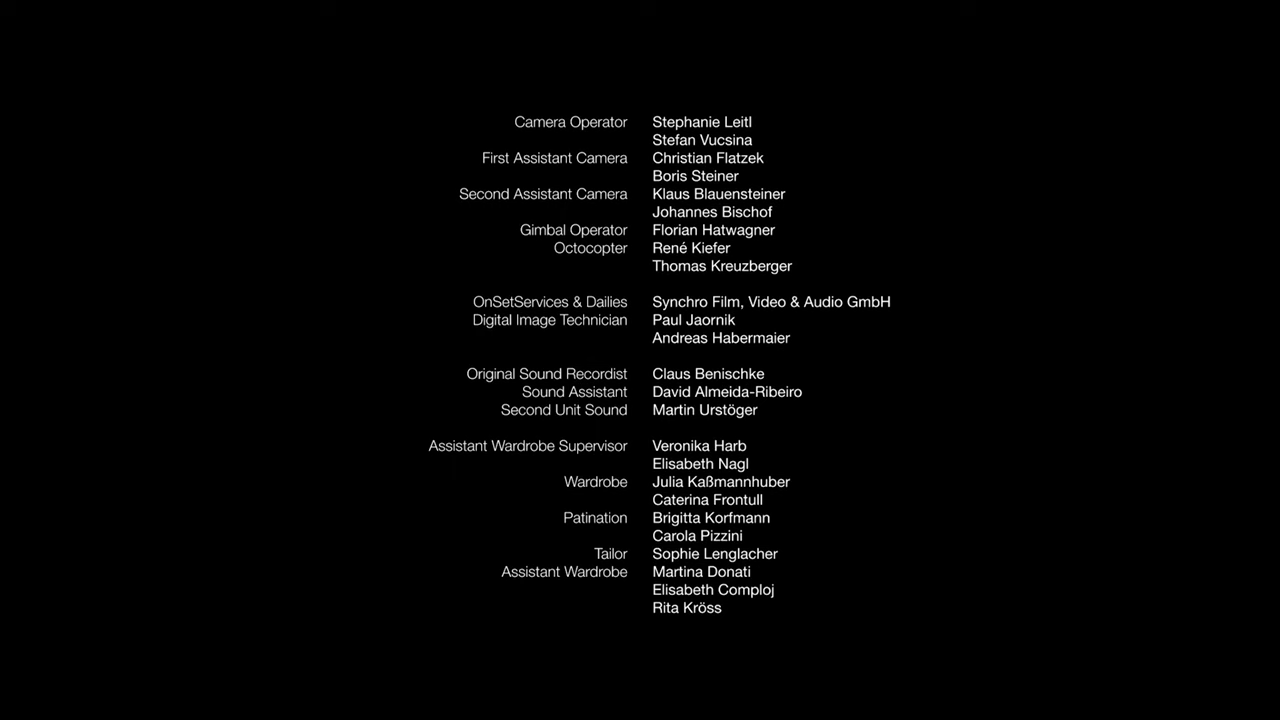 Camera Operator Stephanie Leitl
Stefan Vucsina
First Assistant Camera Christian Flatzek
Boris Steiner
Second Assistant Camera Klaus Blauensteiner
Johannes Bischof
Gimbal Operator Florian Hatwagner
Octocopter René Kiefer
Thomas Kreuzberger
OnSetServices & Dailies Synchro Film, Video & Audio GmbH
Digital Image Technician Paul Jaornik
Andreas Habermaier
Original Sound Recordist Claus Benischke
Sound Assistant David Almeida-Ribeiro
Second Unit Sound Martin Urstöger
Assistant Wardrobe Supervisor Veronika Harb
Elisabeth Nagl
Wardrobe Julia Kaßmannhuber
Caterina Frontull
Patination Brigitta Korfmann
Carola Pizzini
Tailor Sophie Lenglacher
Assistant Wardrobe Martina Donati
Elisabeth Comploj
Rita Kröss